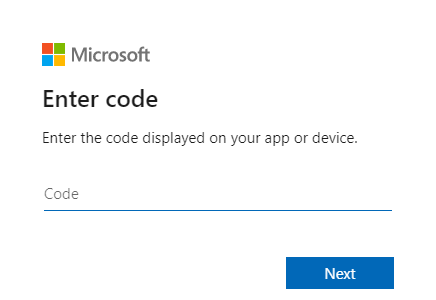 Microsoft
Enter code
Enter the code displayed on your app or device.
Code
Next